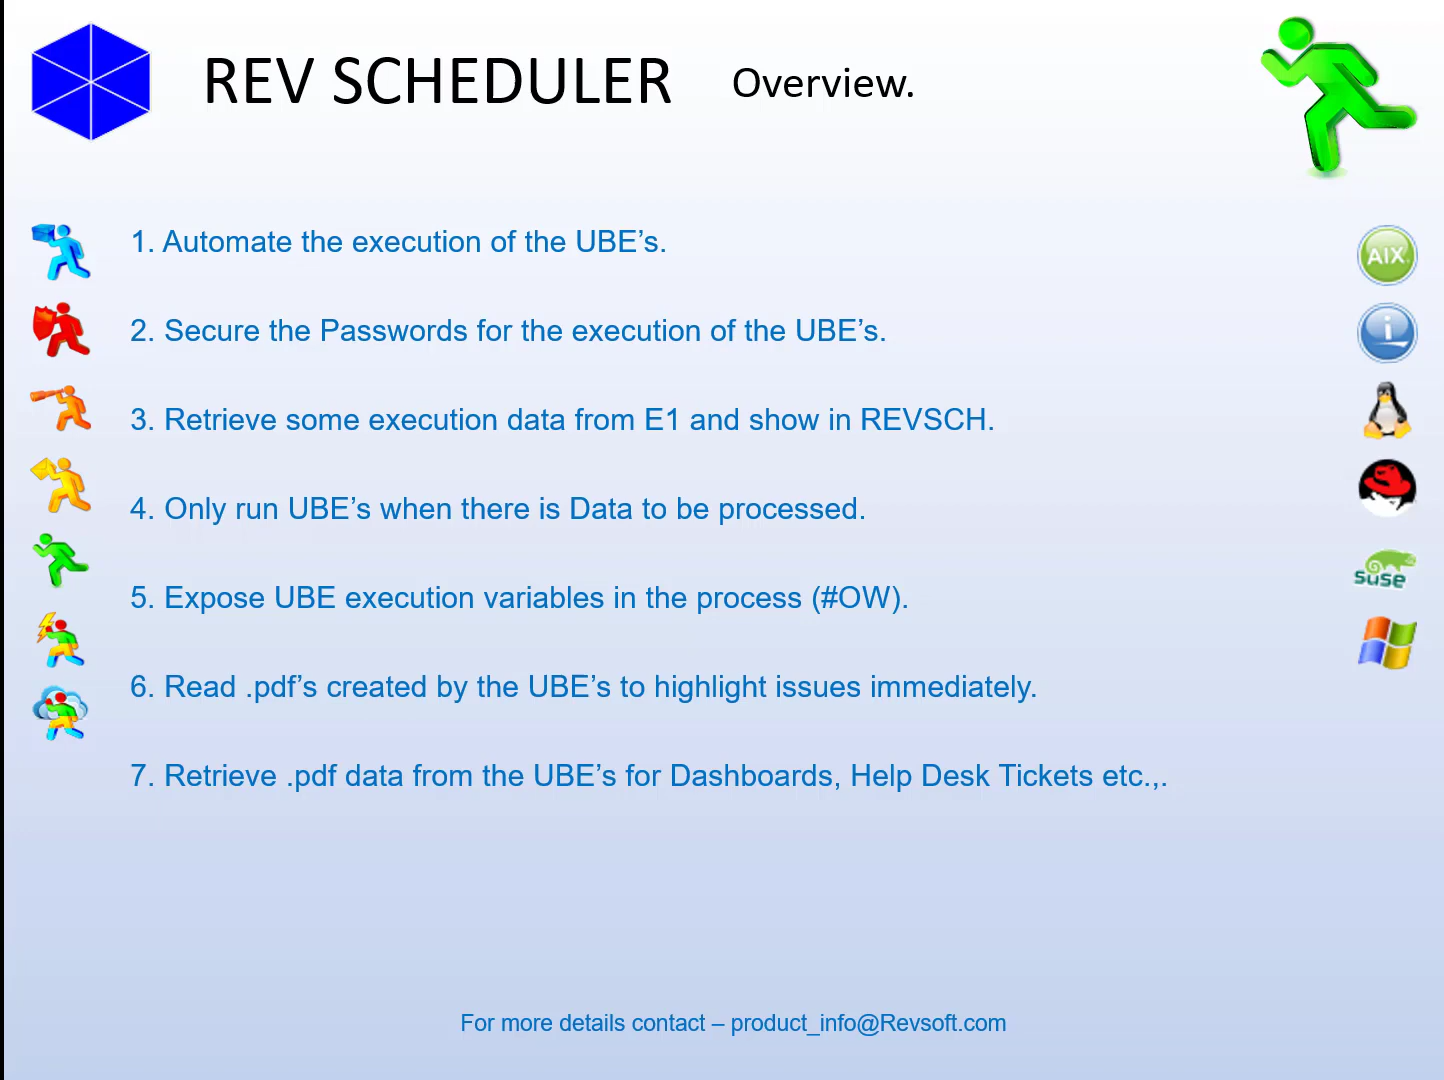 REV SCHEDULER Overview.
1. Automate the execution of the UBE’s.
AIX
2. Secure the Passwords for the execution of the UBE’s.
i
3. Retrieve some execution data from E1 and show in REVSCH.
4. Only run UBE’s when there is Data to be processed.
5. Expose UBE execution variables in the process (#OW).
SUSE
6. Read .pdf’s created by the UBE’s to highlight issues immediately.
7. Retrieve .pdf data from the UBE’s for Dashboards, Help Desk Tickets etc.,.
For more details contact – product_info@Revsoft.com